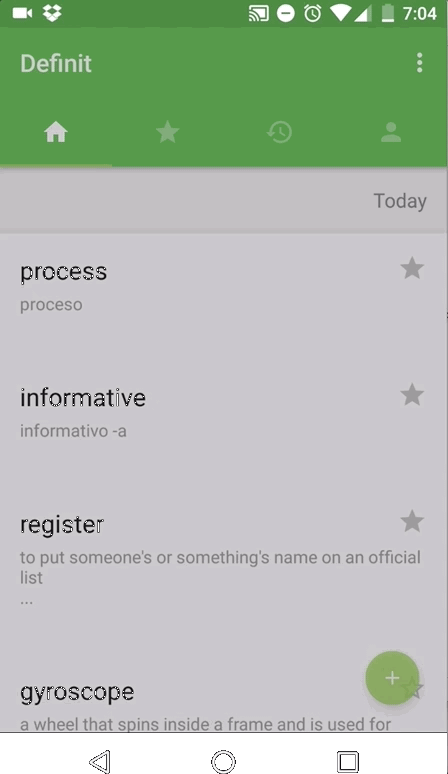 7:04
Definit
Today
process
proceso
informative
informativo -a
register
to put someone's or something's name on an official
list
...
gyroscope
a wheel that spins inside a frame and is used for